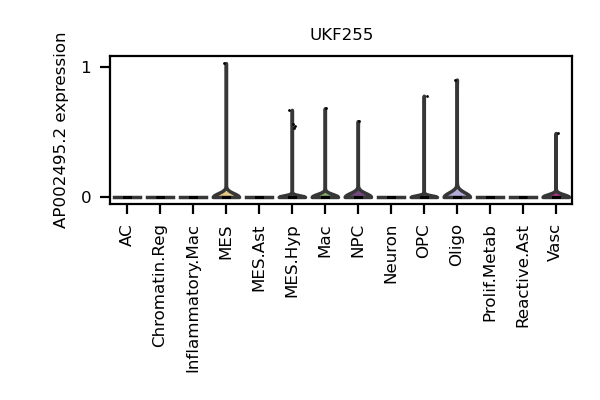 UKF255
AP002495.2 expression
1
0
AC
Chromatin.Reg
Inflammatory.Mac
MES
MES.Ast
MES.Hyp
Mac
NPC
Neuron
OPC
Oligo
Prolif.Metab
Reactive.Ast
Vasc